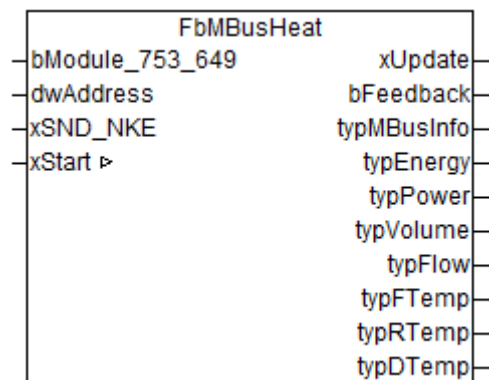 FbMBusHeat
bModule_753_649 xUpdate
dwAddress bFeedback
xSND_NKE typMBusInfo
xStart ▹ typEnergy
typPower
typVolume
typFlow
typFTemp
typRTemp
typDTemp